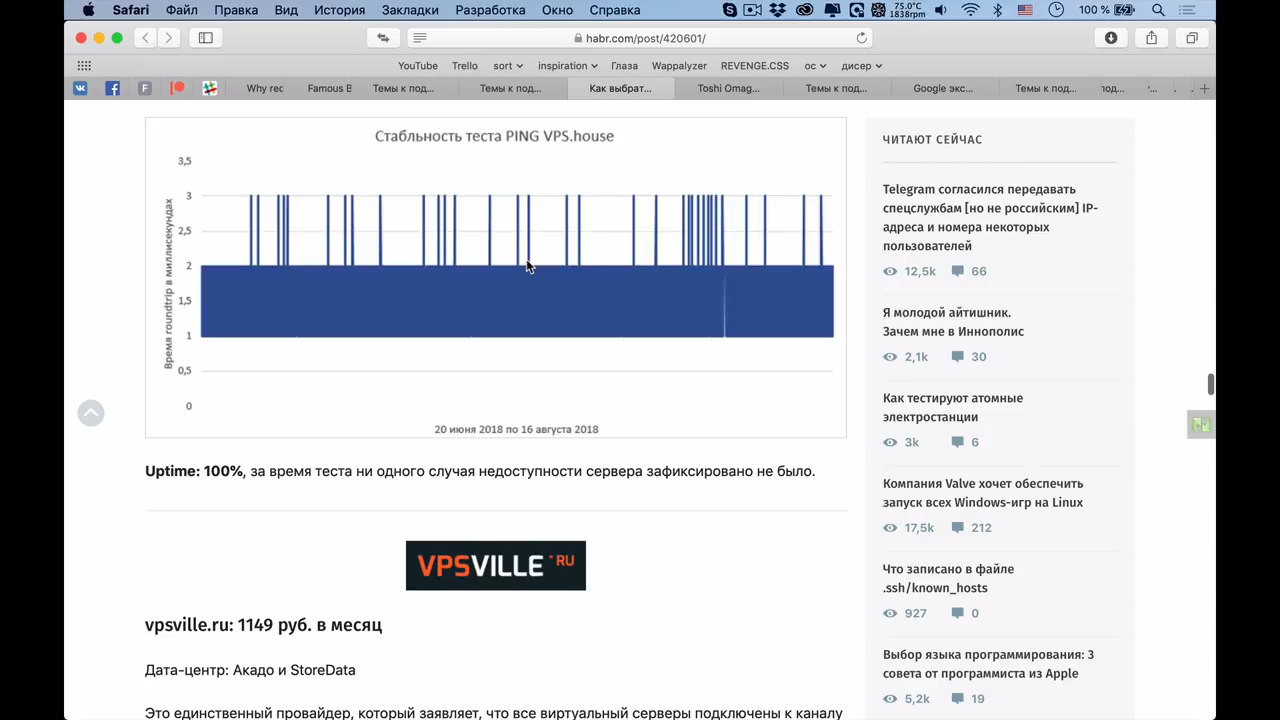 Safari Файл Правка Вид История Закладки Разработка Окно Справка 75.0°C 1838rpm 100 %
habr.com/post/420601/
YouTube Trello sort inspiration Глаза Wappalyzer REVENGE.CSS ос дисер
Why rec Famous B Темы к под... Темы к под... Как выбрат... Toshi Omag... Темы к под... Google экс... Темы к под...
Стабльность теста PING VPS.house
3,5
3
2,5
2
1,5
1
0,5
0
Время roundtrip в миллисекундах
20 июня 2018 по 16 августа 2018
Uptime: 100%, за время теста ни одного случая недоступности сервера зафиксировано не было.
VPSVILLE RU
vpsville.ru: 1149 руб. в месяц
Дата-центр: Акадо и StoreData
Это единственный провайдер, который заявляет, что все виртуальный серверы подключены к каналу
ЧИТАЮТ СЕЙЧАС
Telegram согласился передавать
спецслужбам [но не российским] IP-
адреса и номера некоторых
пользователей
12,5k 66
Я молодой айтишник.
Зачем мне в Иннополис
2,1k 30
Как тестируют атомные
электростанции
3k 6
Компания Valve хочет обеспечить
запуск всех Windows-игр на Linux
17,5k 212
Что записано в файле
.ssh/known_hosts
927 0
Выбор языка программирования: 3
совета от программиста из Apple
5,2k 19